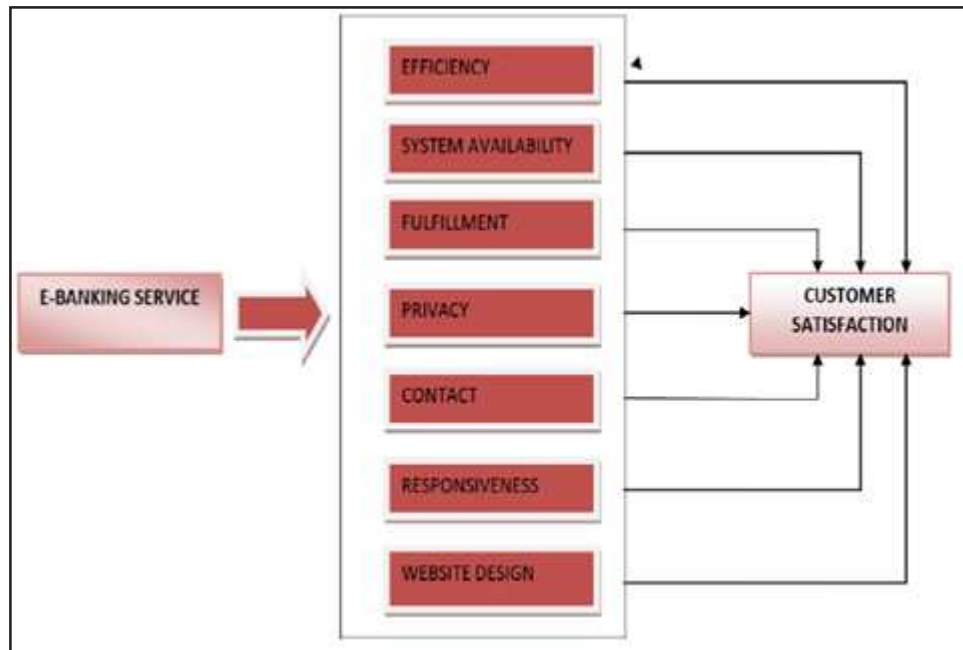 EFFICIENCY
SYSTEM AVAILABILITY
FULFILLMENT
E-BANKING SERVICE
PRIVACY
CUSTOMER
SATISFACTION
CONTACT
RESPONSIVENESS
WEBSITE DESIGN